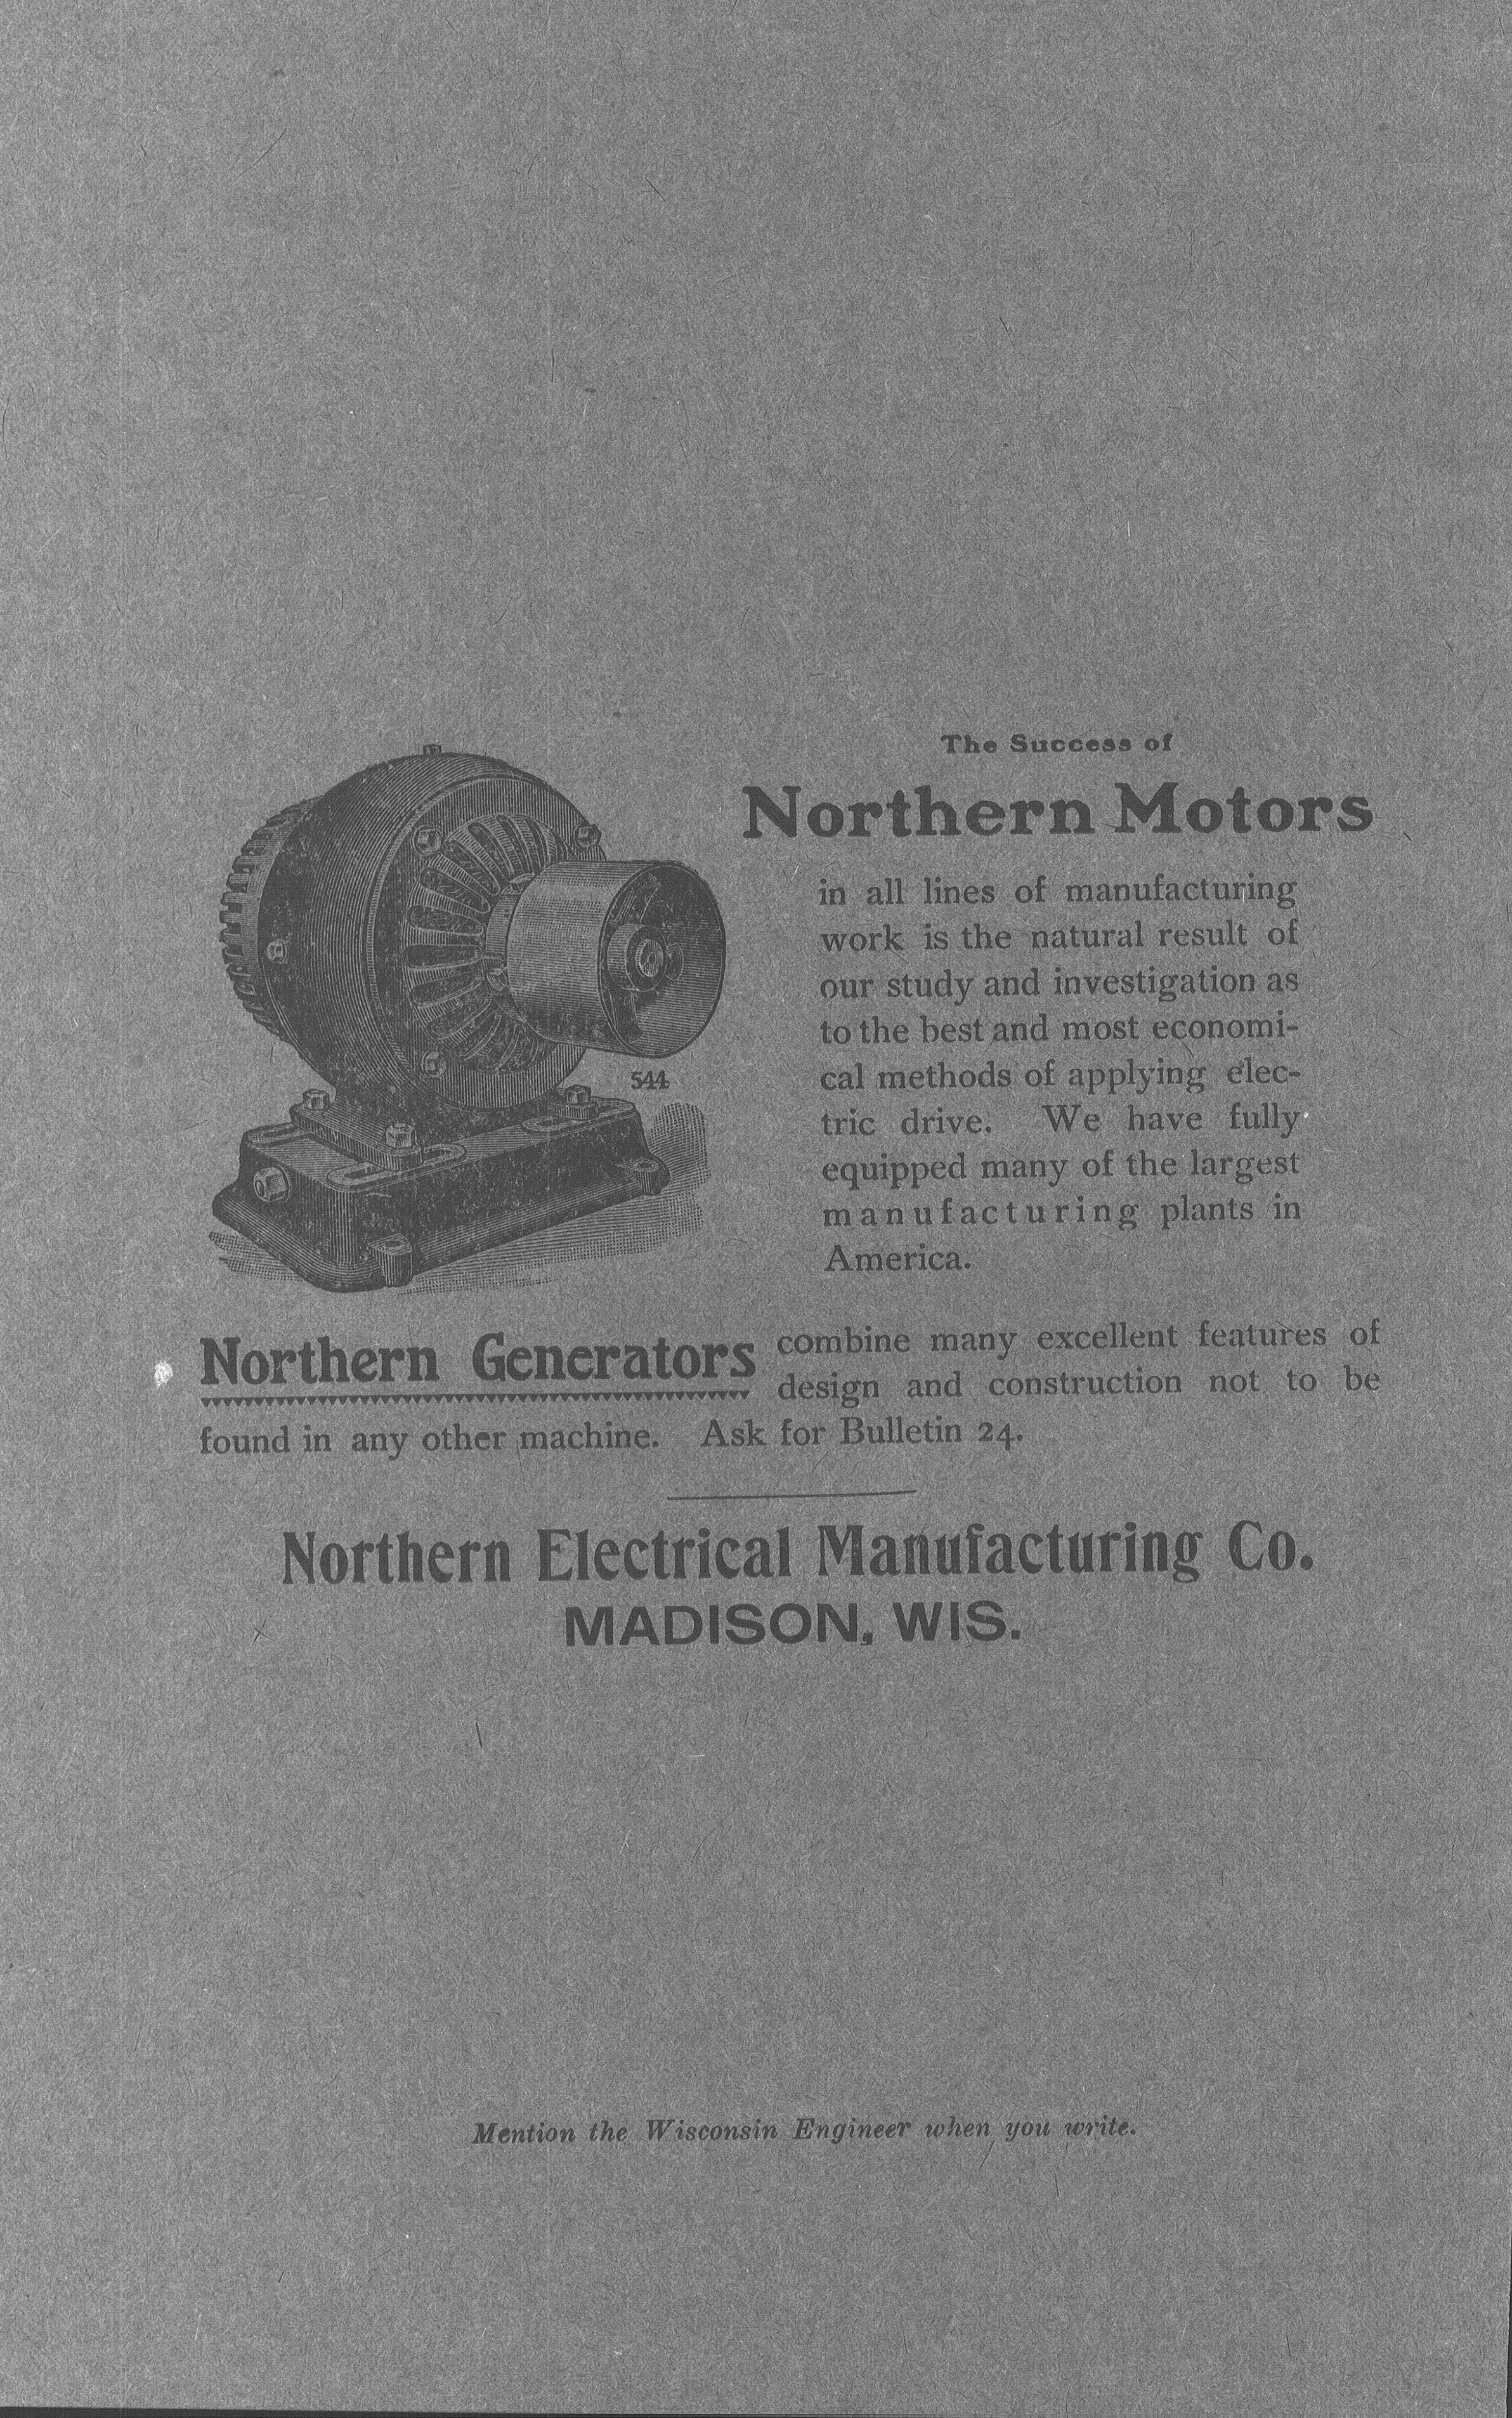 The Success of
Northern Motors
in all lines of manufacturing
work is the natural result of
our study and investigation as
to the best and most economi-
cal methods of applying elec-
tric drive. We have fully
equipped many of the largest
manufacturing plants in
America.
544
Northern Generators combine many excellent features of
design and construction not to be
found in any other machine. Ask for Bulletin 24.
Northern Electrical Manufacturing Co.
MADISON, WIS.
Mention the Wisconsin Engineer when you write.